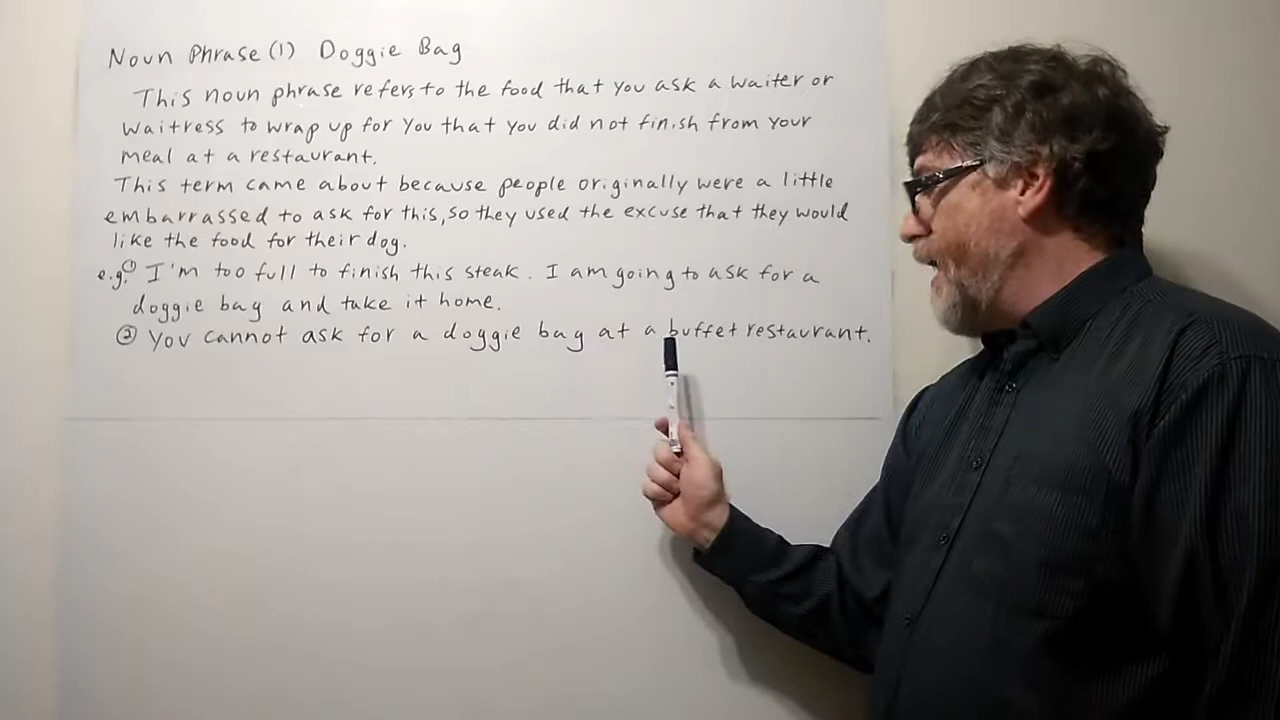 Noun Phrase (1) Doggie Bag
This noun phrase refers to the food that you ask a waiter or
waitress to wrap up for you that you did not finish from your
meal at a restaurant.
This term came about because people originally were a little
embarrassed to ask for this, so they used the excuse that they would
like the food for their dog.
e.g. ① I'm too full to finish this steak. I am going to ask for a
doggie bag and take it home.
② You cannot ask for a doggie bag at a buffet restaurant.